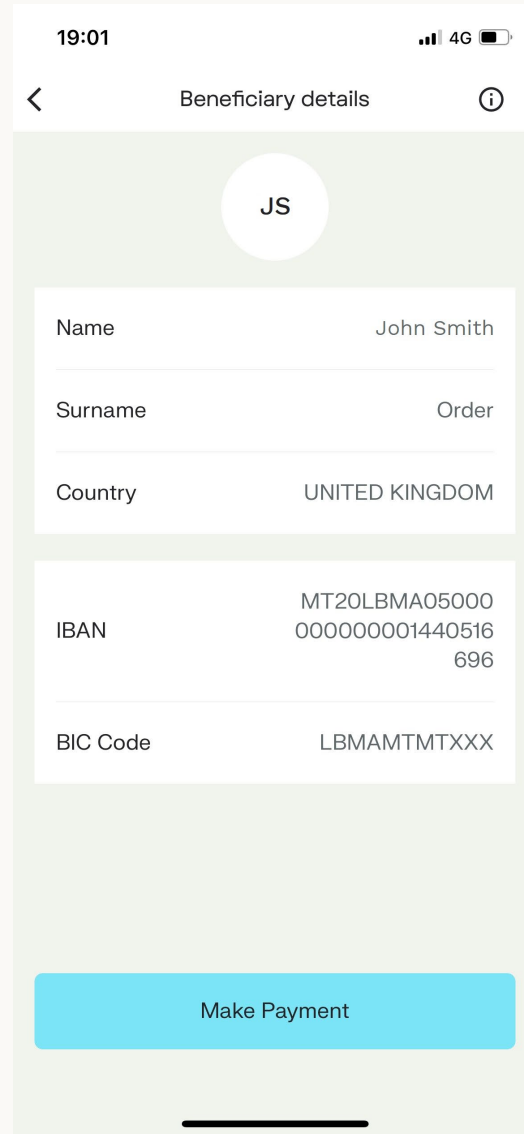 19:01
4G
Beneficiary details
JS
Name John Smith
Surname Order
Country UNITED KINGDOM
IBAN MT20LBMA05000
000000001440516
696
BIC Code LBMAMTMTXXX
Make Payment